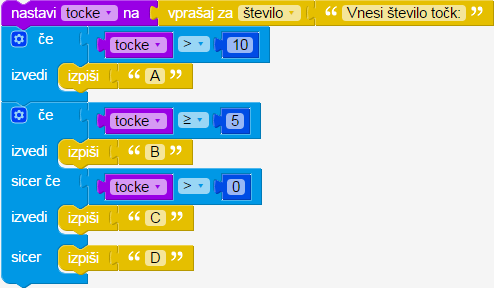 nastavi tocke na vprašaj za število “ Vnesi število točk: ”
če tocke > 10
izvedi izpiši “ A ”
če tocke ≥ 5
izvedi izpiši “ B ”
sicer če tocke > 0
izvedi izpiši “ C ”
sicer izpiši “ D ”